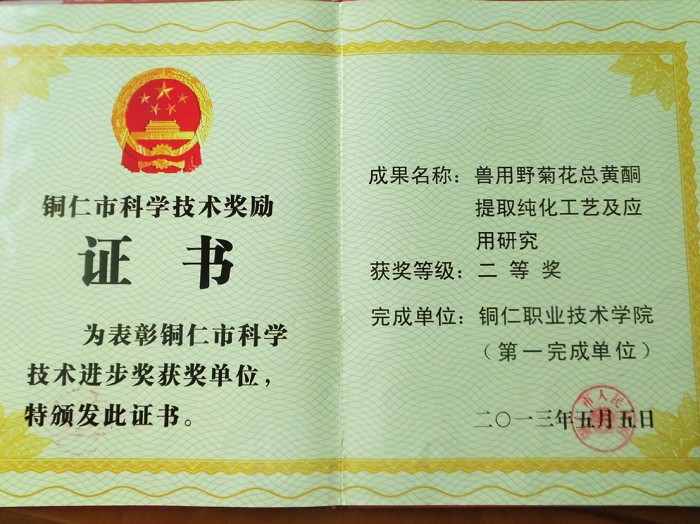 铜仁市科学技术奖励
证书
为表彰铜仁市科学
技术进步奖获奖单位，
特颁发此证书。
成果名称：兽用野菊花总黄酮
提取纯化工艺及应
用研究
获奖等级：二等奖
完成单位：铜仁职业技术学院
（第一完成单位）
二〇一三年五月五日